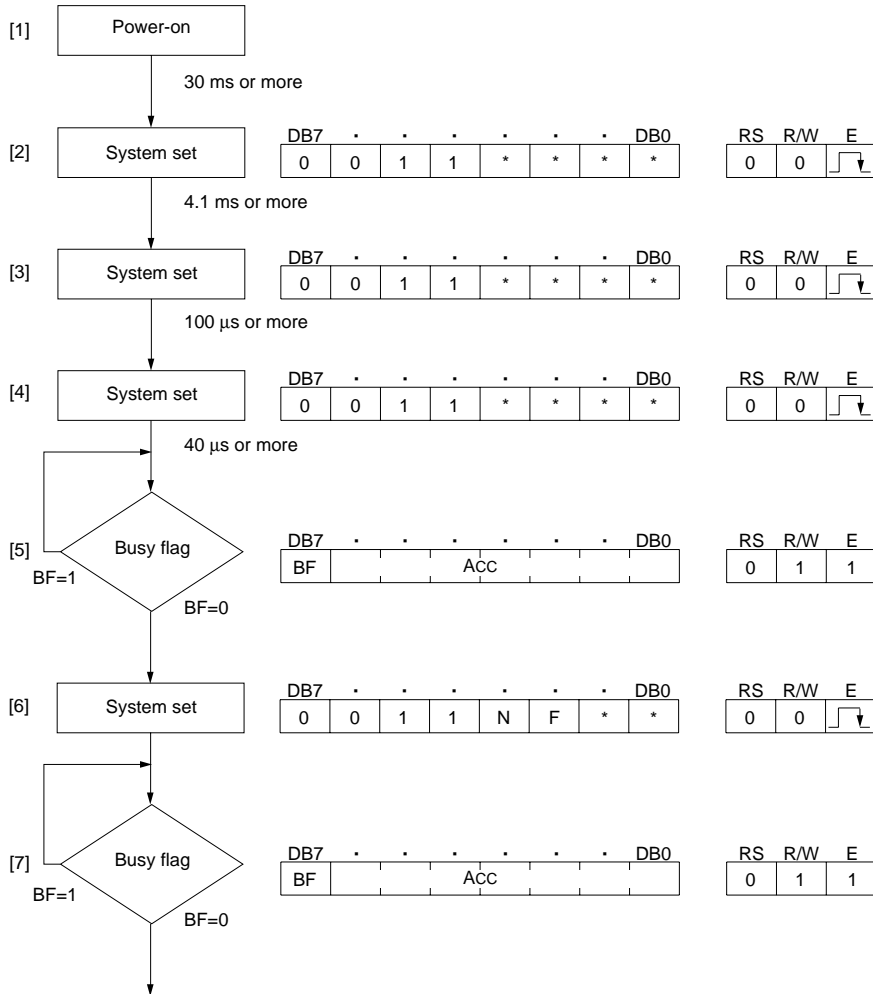 [1] Power-on
30 ms or more
DB7 · · · · · · DB0 RS R/W E
[2] System set 0 0 1 1 * * * * 0 0
4.1 ms or more
DB7 · · · · · · DB0 RS R/W E
[3] System set 0 0 1 1 * * * * 0 0
100 μs or more
DB7 · · · · · · DB0 RS R/W E
[4] System set 0 0 1 1 * * * * 0 0
40 μs or more
DB7 · · · · · · DB0 RS R/W E
[5] Busy flag BF ACC 0 1 1
BF=1
BF=0
DB7 · · · · · · DB0 RS R/W E
[6] System set 0 0 1 1 N F * * 0 0
DB7 · · · · · · DB0 RS R/W E
[7] Busy flag BF ACC 0 1 1
BF=1
BF=0